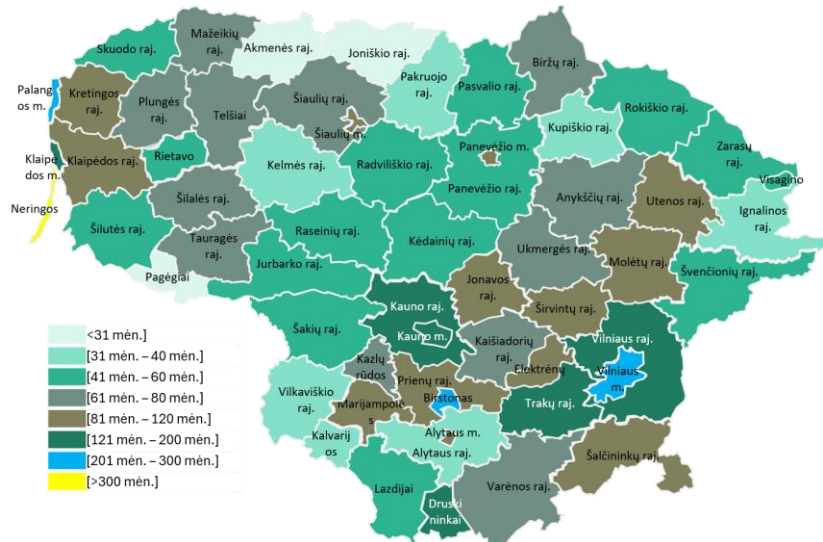 Mažeikių
raj.
Skuodo raj.
Akmenės raj.
Joniškio raj.
Biržų raj.
Pakruojo
raj.
Pasvalio
raj.
Palang
os m.
Kretingos
raj.
Plungės
raj.
Telšiai
Šiaulių raj.
Šiaulių m.
Rokiškio raj.
Kupiškio raj.
Panevėžio m.
Zarasų
raj.
Klaipė
dos m.
Klaipėdos raj.
Rietavo
Kelmės raj.
Radviliškio raj.
Panevėžio raj.
Anykščių
raj.
Utenos raj.
Visagino
Ignalinos
raj.
Neringos
Šilalės raj.
Šilutės raj.
Tauragės
raj.
Raseinių raj.
Kėdainių raj.
Ukmergės raj.
Molėtų raj.
Švenčionių raj.
Pagėgiai
Jurbarko raj.
Jonavos
raj.
Širvintų raj.
Kauno raj.
Kauno m.
Šakių raj.
Kaišiadorių
raj.
Vilniaus raj.
Vilniaus
m.
Elektrėnų
Kazlų
rūdos
Prienų raj.
Birštonas
Trakų raj.
Vilkaviškio
raj.
Marijampolė
s
Kalvarij
os
Alytaus m.
Alytaus raj.
Šalčininkų raj.
Lazdijai
Druski
ninkai
Varėnos raj.
<31 mėn.]
[31 mėn. – 40 mėn.]
[41 mėn. – 60 mėn.]
[61 mėn. – 80 mėn.]
[81 mėn. – 120 mėn.]
[121 mėn. – 200 mėn.]
[201 mėn. – 300 mėn.]
[>300 mėn.]